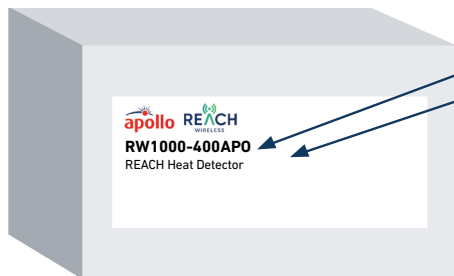 apollo REACH
WIRELESS
RW1000-400APO
REACH Heat Detector